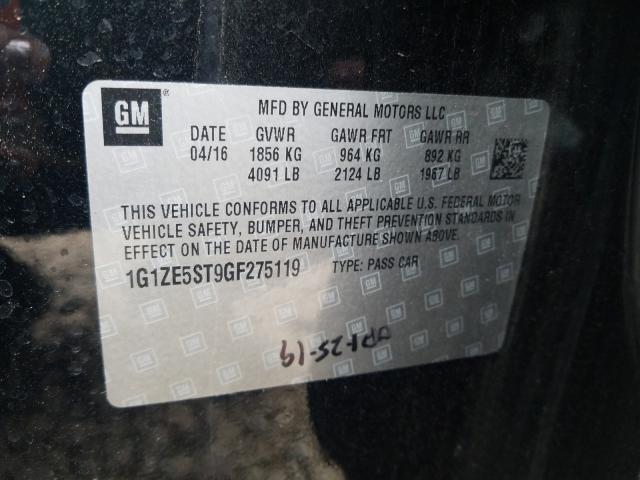 GM ®
MFD BY GENERAL MOTORS LLC
DATE GVWR GAWR FRT GAWR RR
04/16 1856 KG 964 KG 892 KG
4091 LB 2124 LB 1967 LB
THIS VEHICLE CONFORMS TO ALL APPLICABLE U.S. FEDERAL MOTOR
VEHICLE SAFETY, BUMPER, AND THEFT PREVENTION STANDARDS IN
EFFECT ON THE DATE OF MANUFACTURE SHOWN ABOVE.
1G1ZE5ST9GF275119 TYPE: PASS CAR